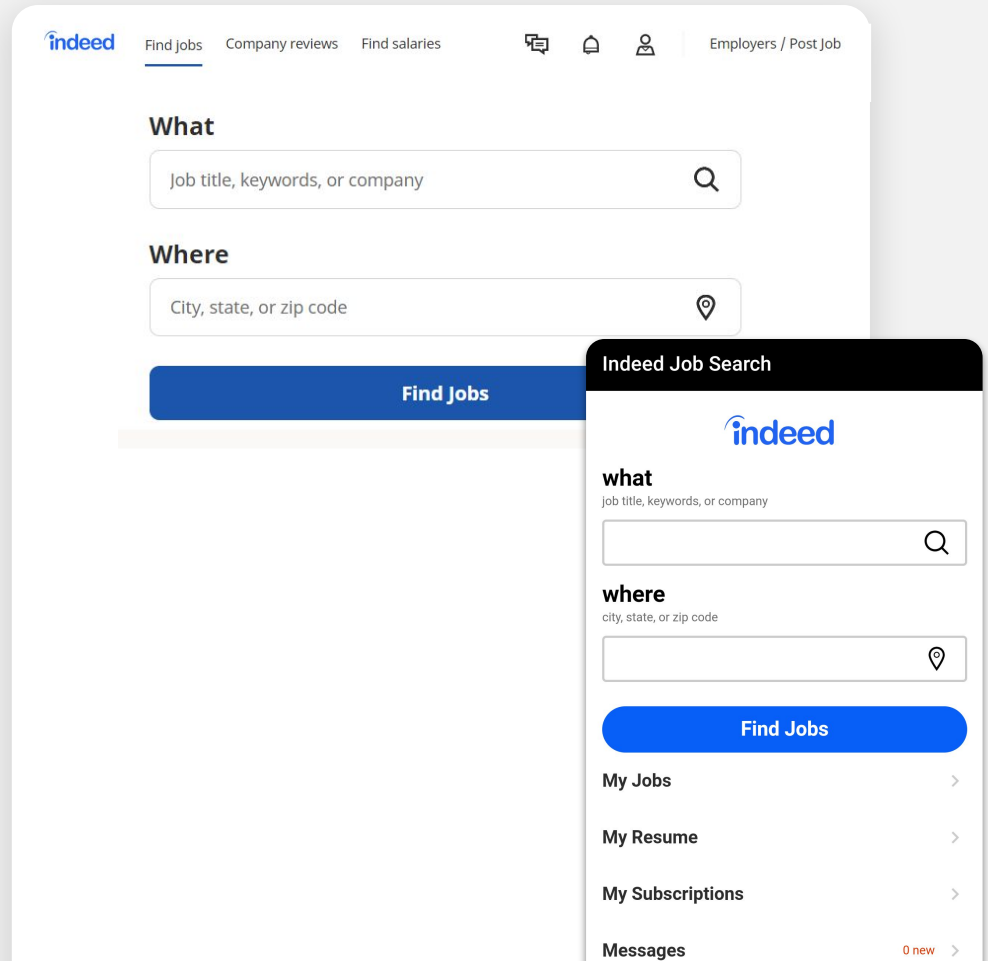 indeed
Find jobs
Company reviews
Find salaries
Employers / Post Job
What
Job title, keywords, or company
Where
City, state, or zip code
Find Jobs
Indeed Job Search
indeed
what
job title, keywords, or company
where
city, state, or zip code
Find Jobs
My Jobs
My Resume
My Subscriptions
Messages
0 new